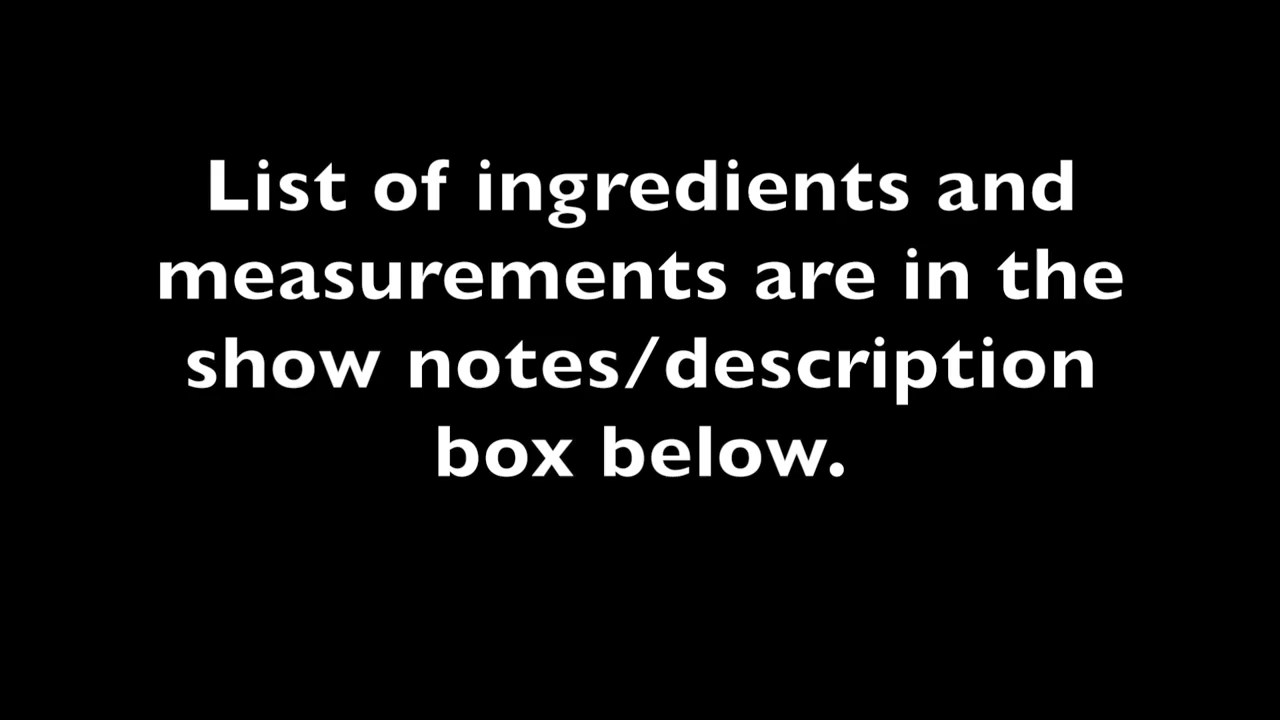 List of ingredients and
measurements are in the
show notes/description
box below.